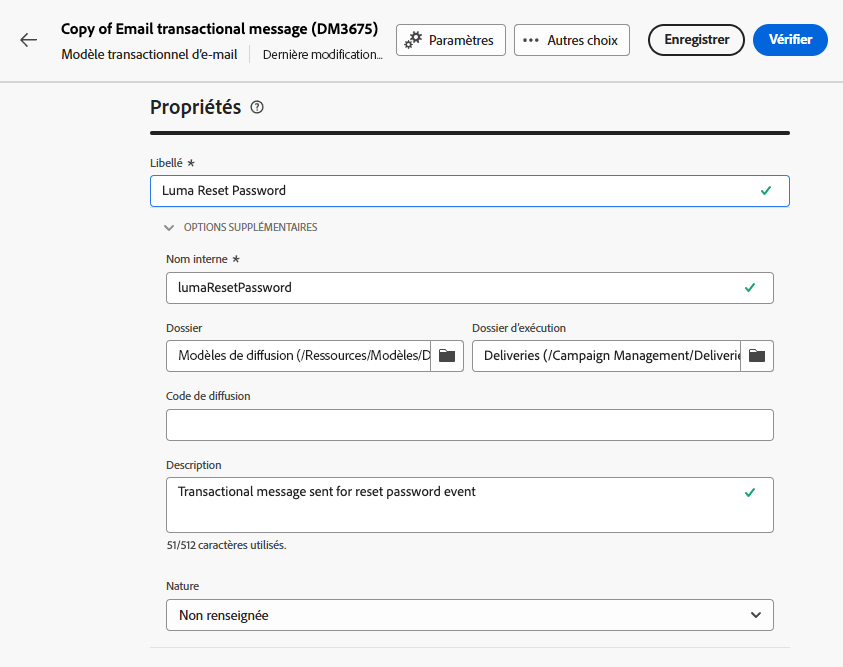 Copy of Email transactional message (DM3675)
Modèle transactionnel d'e-mail
Dernière modification...
Paramètres
Autres choix
Enregistrer
Vérifier
Propriétés
Libellé *
Luma Reset Password
OPTIONS SUPPLÉMENTAIRES
Nom interne *
lumaResetPassword
Dossier
Dossier d'exécution
Modèles de diffusion (/Ressources/Modèles/D
Deliveries (/Campaign Management/Deliverie
Code de diffusion
Description
Transactional message sent for reset password event
51/512 caractères utilisés.
Nature
Non renseignée